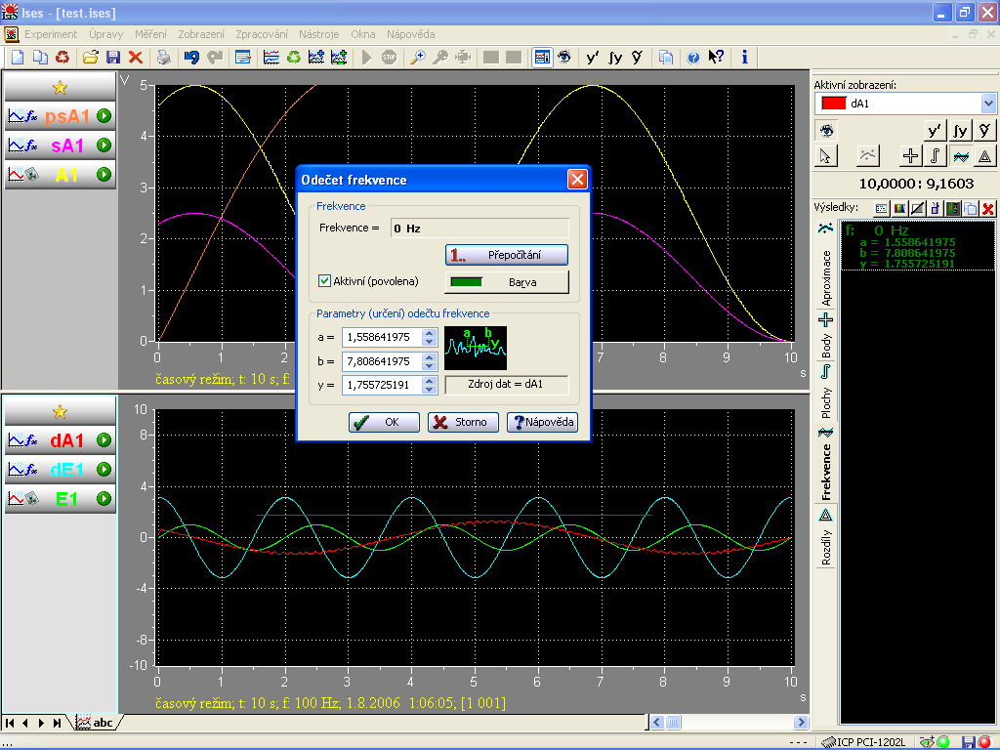 Ises - [test.ises]
Experiment Úpravy Měření Zobrazení Zpracování Nástroje Okna Nápověda
y' ∫y ỹ ? i
V
psA1
sA1
A1
5
4
3
2
1
0
0 1 2 3 4 5 6 7 8 9 10
s
časový režim; t: 10 s; f:
Odečet frekvence
Frekvence
Frekvence = 0 Hz
1.. Přepočítání
Aktivní (povolena)
Barva
Parametry (určení) odečtu frekvence
a = 1,558641975
b = 7,808641975
y = 1,755725191
a b y
Zdroj dat = dA1
OK Storno Nápověda
dA1
dE1
E1
10
8
4
0
-4
-8
-10
0 1 2 3 4 5 6 7 8 9 10
s
časový režim; t: 10 s; f: 100 Hz; 1.8.2006 1:06:05; [1 001]
abc
Aktivní zobrazení:
dA1
y' ∫y ỹ
10,0000 : 9,1603
Výsledky:
f: 0 Hz
a = 1.558641975
b = 7.808641975
y = 1.755725191
Aproximace
Body
Plochy
Frekvence
Rozdíly
...
---
ICP PCI-1202L